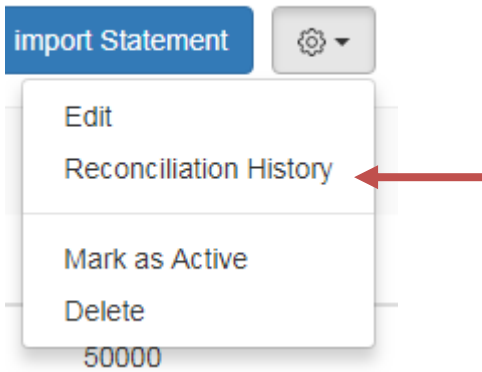 import Statement
Edit
Reconciliation History
Mark as Active
Delete
50000